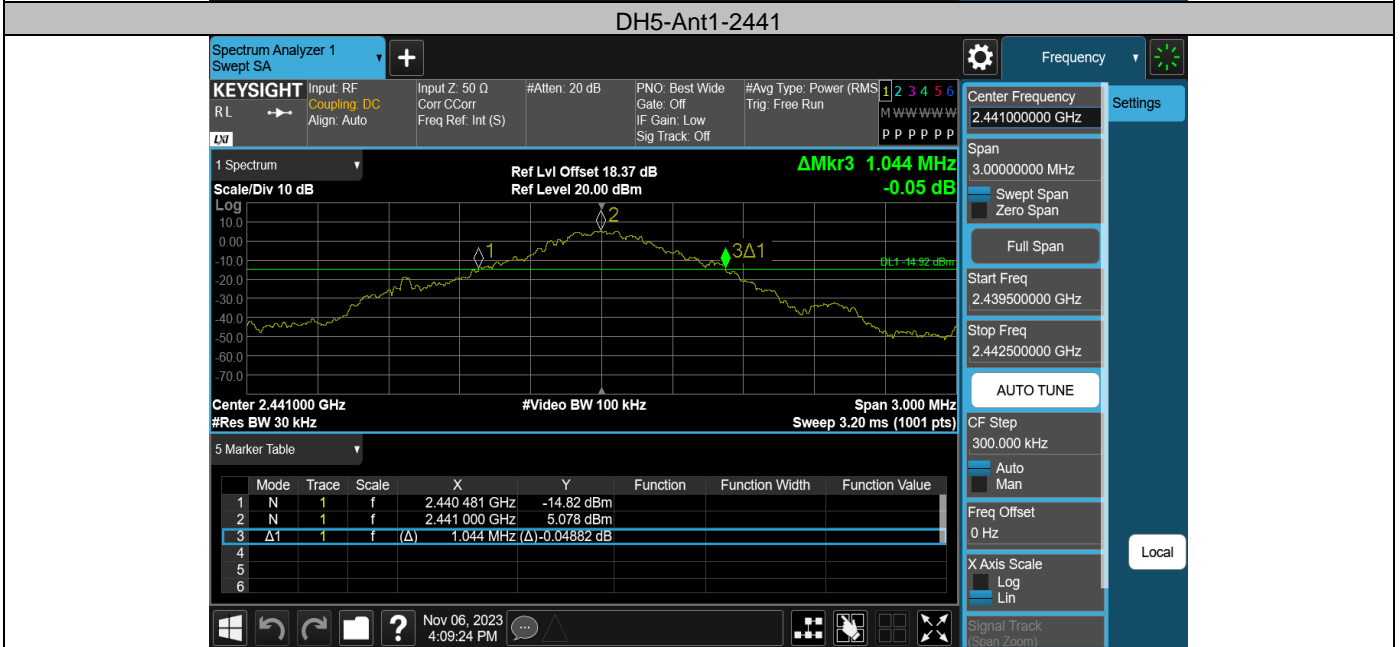 DH5-Ant1-2441
Spectrum Analyzer 1
Swept SA
Frequency
KEYSIGHT
RL
LXI
Input: RF
Coupling: DC
Align: Auto
Input Z: 50 Ω
Corr CCorr
Freq Ref: Int (S)
#Atten: 20 dB
PNO: Best Wide
Gate: Off
IF Gain: Low
Sig Track: Off
#Avg Type: Power (RMS
Trig: Free Run
1 2 3 4 5 6
M W W W W W
P P P P P P
1 Spectrum
Scale/Div 10 dB
Ref Lvl Offset 18.37 dB
Ref Level 20.00 dBm
ΔMkr3 1.044 MHz
-0.05 dB
Log
10.0
0.00
-10.0
-20.0
-30.0
-40.0
-50.0
-60.0
-70.0
1
2
3Δ1
DL1 -14.92 dBm
Center 2.441000 GHz
#Res BW 30 kHz
#Video BW 100 kHz
Span 3.000 MHz
Sweep 3.20 ms (1001 pts)
5 Marker Table
Mode Trace Scale X Y Function Function Width Function Value
1 N 1 f 2.440 481 GHz -14.82 dBm
2 N 1 f 2.441 000 GHz 5.078 dBm
3 Δ1 1 f (Δ) 1.044 MHz (Δ) -0.04882 dB
4
5
6
Nov 06, 2023
4:09:24 PM
Center Frequency
2.441000000 GHz
Settings
Span
3.00000000 MHz
Swept Span
Zero Span
Full Span
Start Freq
2.439500000 GHz
Stop Freq
2.442500000 GHz
AUTO TUNE
CF Step
300.000 kHz
Auto
Man
Freq Offset
0 Hz
X Axis Scale
Log
Lin
Signal Track
(Span Zoom)
Local